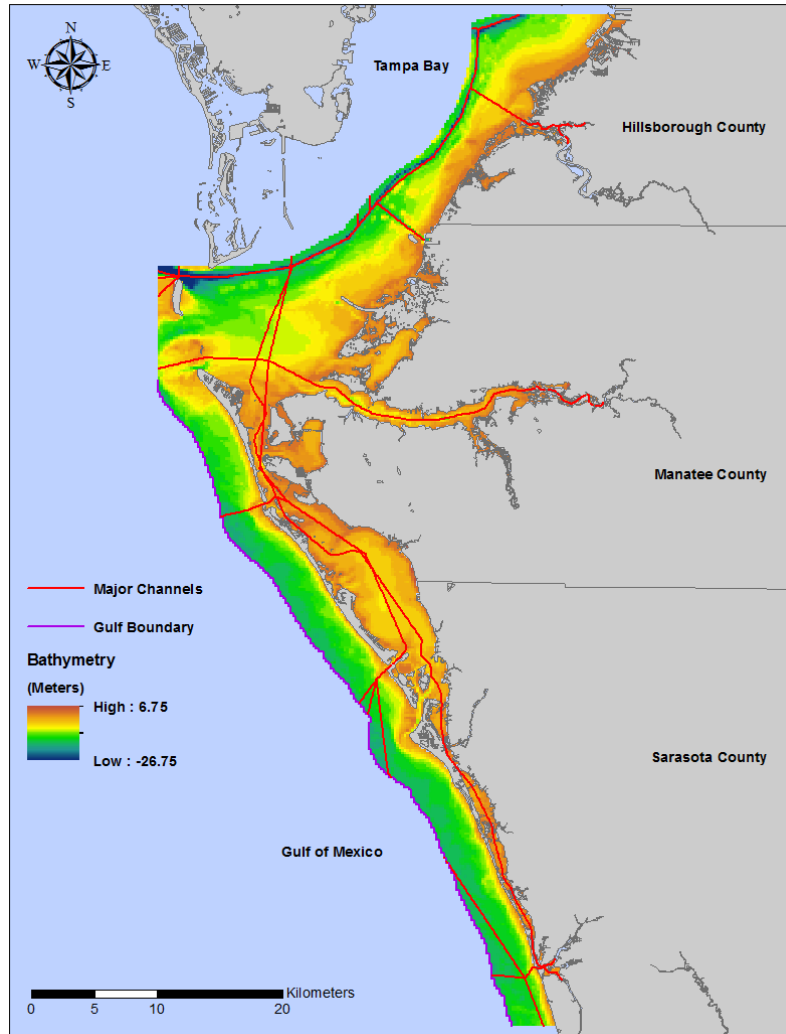 N
W E
S
Tampa Bay
Hillsborough County
Manatee County
Major Channels
Gulf Boundary
Bathymetry
(Meters)
High : 6.75
Low : -26.75
Sarasota County
Gulf of Mexico
Kilometers
0 5 10 20